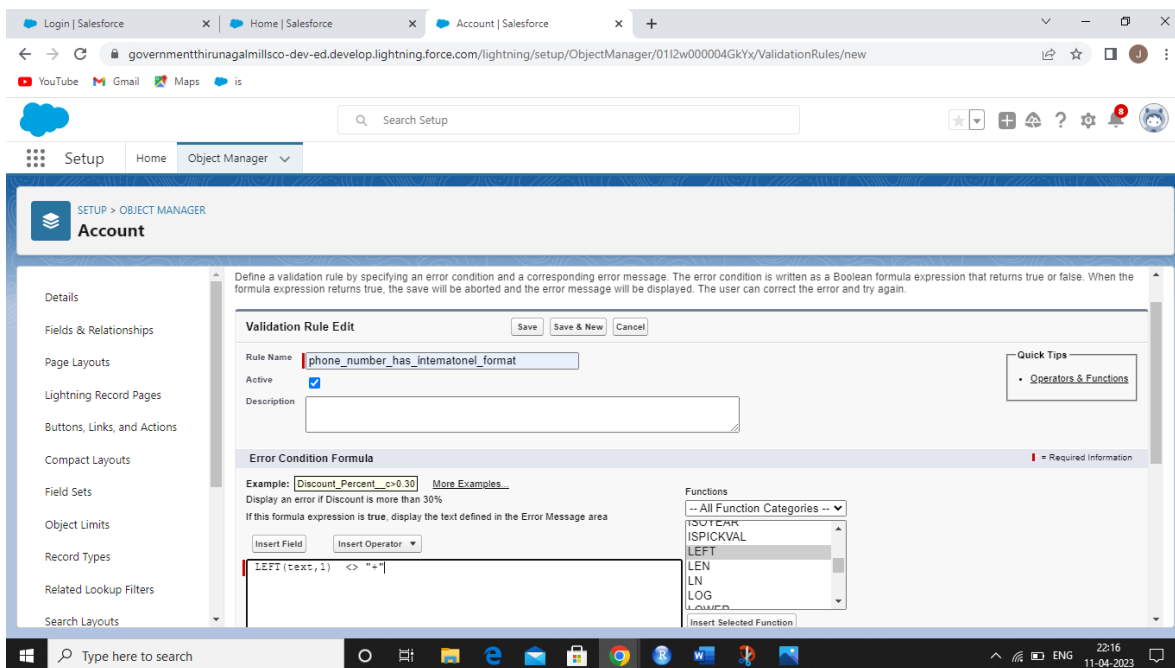 Login | Salesforce
Home | Salesforce
Account | Salesforce
governmentthirunagalmillsco-dev-ed.develop.lightning.force.com/lightning/setup/ObjectManager/01I2w000004GkYx/ValidationRules/new
J
YouTube Gmail Maps is
Search Setup
8
Setup Home Object Manager
SETUP > OBJECT MANAGER
Account
Details
Fields & Relationships
Page Layouts
Lightning Record Pages
Buttons, Links, and Actions
Compact Layouts
Field Sets
Object Limits
Record Types
Related Lookup Filters
Search Layouts
Define a validation rule by specifying an error condition and a corresponding error message. The error condition is written as a Boolean formula expression that returns true or false. When the
formula expression returns true, the save will be aborted and the error message will be displayed. The user can correct the error and try again.
Validation Rule Edit Save Save & New Cancel
Rule Name phone_number_has_intematonel_format
Active
Description
Quick Tips
• Operators & Functions
Error Condition Formula = Required Information
Example: Discount_Percent__c>0.30 More Examples...
Display an error if Discount is more than 30%
If this formula expression is true, display the text defined in the Error Message area
Insert Field Insert Operator
LEFT(text,1) <> "+"
Functions
-- All Function Categories --
ISOYEAR
ISPICKVAL
LEFT
LEN
LN
LOG
LOWER
Insert Selected Function
Type here to search
ENG
22:16
11-04-2023